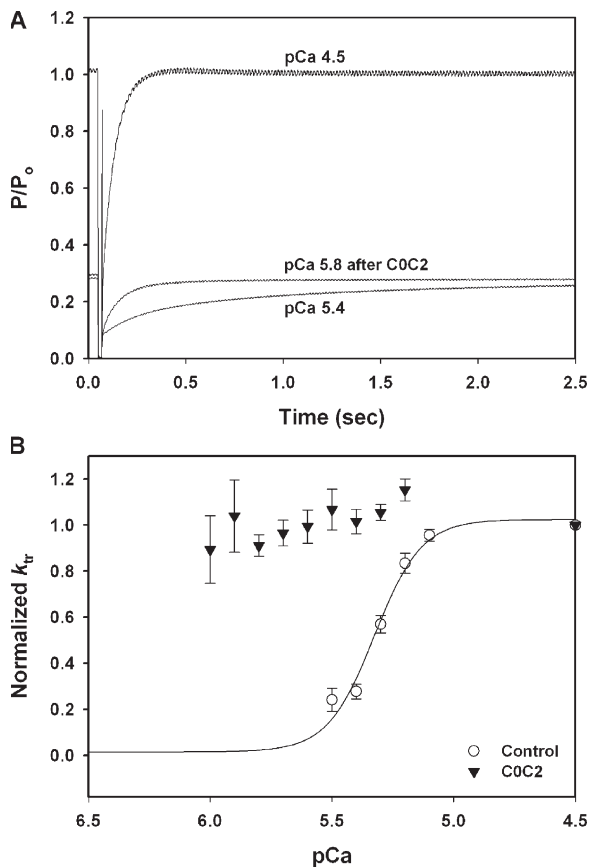 A
1.2
1.0
0.8
0.6
0.4
0.2
0.0
P/Po
pCa 4.5
pCa 5.8 after C0C2
pCa 5.4
0.0 0.5 1.0 1.5 2.0 2.5
Time (sec)
B
1.2
1.0
0.8
0.6
0.4
0.2
0.0
Normalized ktr
Control
C0C2
6.5 6.0 5.5 5.0 4.5
pCa